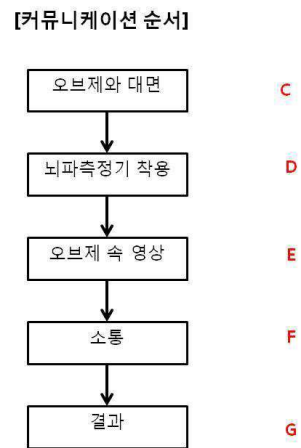 [커뮤니케이션 순서]
오브제와 대면 C
뇌파측정기 착용 D
오브제 속 영상 E
소통 F
결과 G